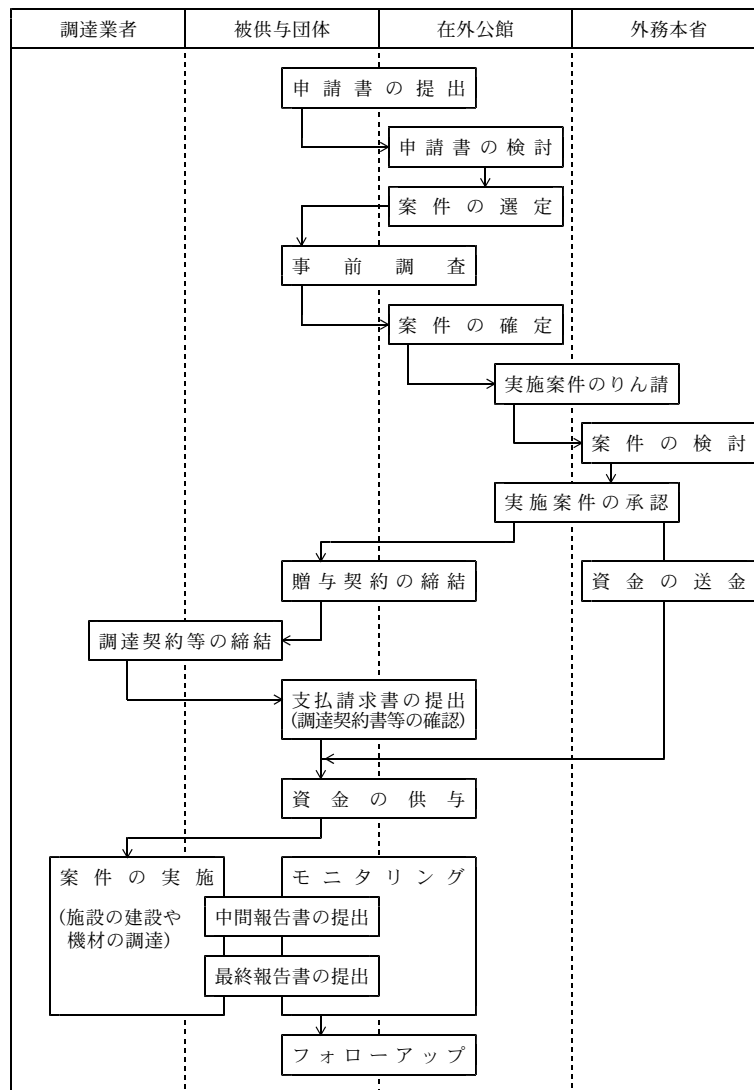 調達業者
被供与団体
在外公館
外務本省
申請書の提出
申請書の検討
案件の選定
事前調査
案件の確定
実施案件のりん請
案件の検討
実施案件の承認
贈与契約の締結
資金の送金
調達契約等の締結
支払請求書の提出
(調達契約書等の確認)
資金の供与
案件の実施
(施設の建設や
機材の調達)
モニタリング
中間報告書の提出
最終報告書の提出
フォローアップ